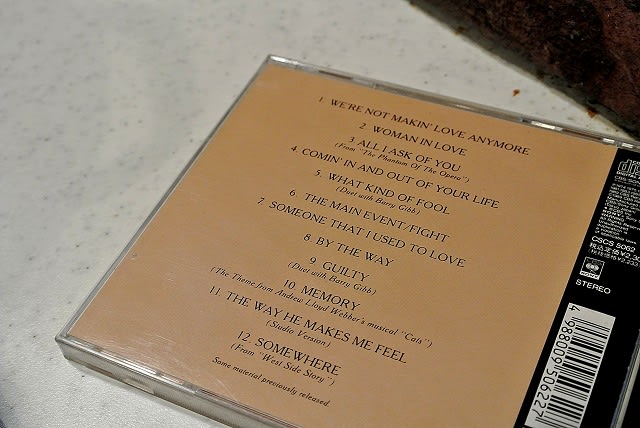 1 WE'RE NOT MAKIN' LOVE ANYMORE
2 WOMAN IN LOVE
3 ALL I ASK OF YOU
(From "The Phantom Of The Opera")
4. COMIN' IN AND OUT OF YOUR LIFE
5. WHAT KIND OF FOOL
(Duet with Barry Gibb)
6. THE MAIN EVENT/FIGHT
7. SOMEONE THAT I USED TO LOVE
8. BY THE WAY
9. GUILTY
(Duet with Barry Gibb)
10. MEMORY
(The Theme from Andrew Lloyd Webber's musical "Cats")
11. THE WAY HE MAKES ME FEEL
(Studio Version)
12. SOMEWHERE
(From "West Side Story")
Some material previously released.
CSCS 5062
STEREO
4 988009 506227